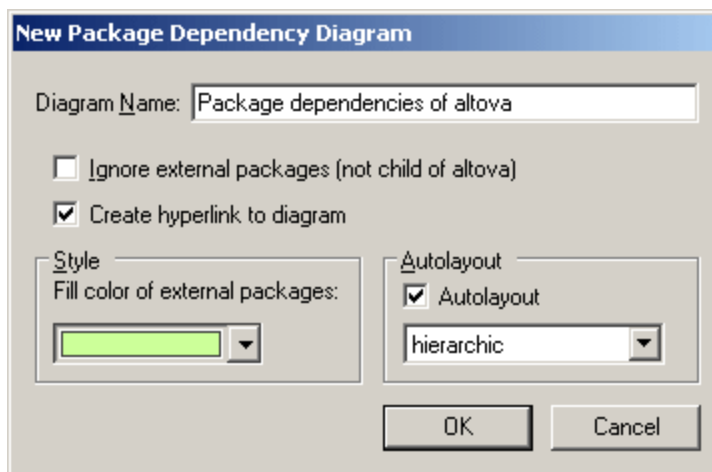 New Package Dependency Diagram
Diagram Name: Package dependencies of altova
Ignore external packages (not child of altova)
Create hyperlink to diagram
Style
Fill color of external packages:
Autolayout
Autolayout
hierarchic
OK
Cancel